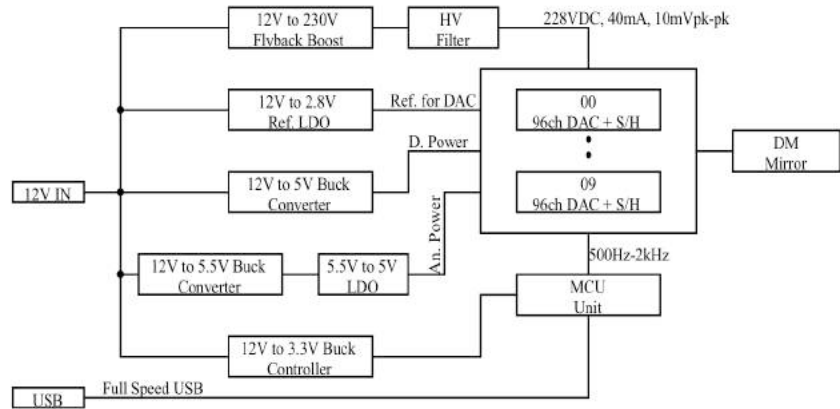 12V to 230V
Flyback Boost
HV
Filter
228VDC, 40mA, 10mVpk-pk
12V to 2.8V
Ref. LDO
Ref. for DAC
00
96ch DAC + S/H
D. Power
DM
Mirror
12V IN
12V to 5V Buck
Converter
09
96ch DAC + S/H
An. Power
12V to 5.5V Buck
Converter
5.5V to 5V
LDO
500Hz-2kHz
MCU
Unit
12V to 3.3V Buck
Controller
USB
Full Speed USB